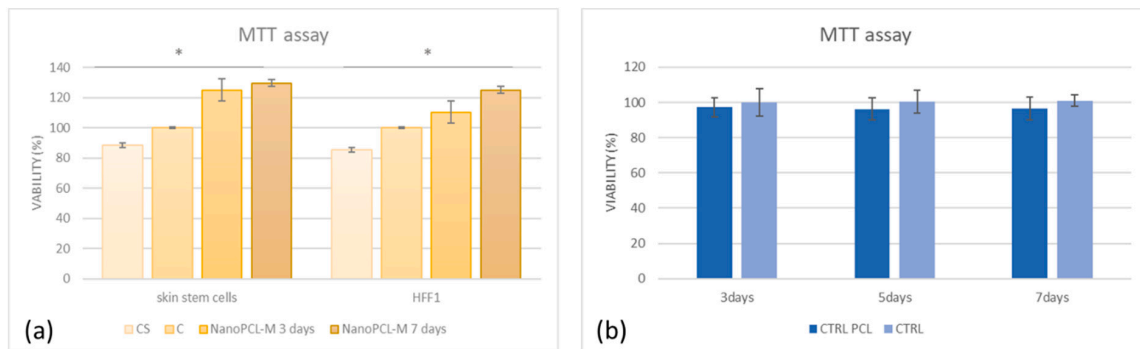 MTT assay
*
*
VABILITY (%)
140
120
100
80
60
40
20
0
skin stem cells
HFF1
CS
C
NanoPCL-M 3 days
NanoPCL-M 7 days
(a)
MTT assay
VIABILITY (%)
120
100
80
60
40
20
0
3days
5days
7days
CTRL PCL
CTRL
(b)